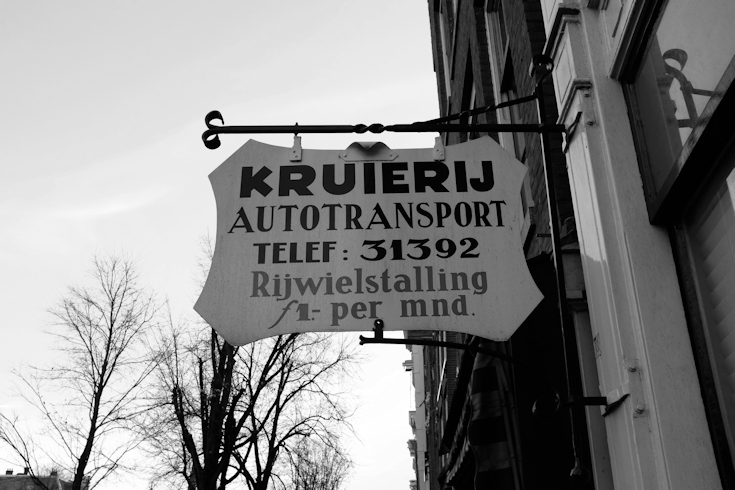 KRUIERIJ
AUTOTRANSPORT
TELEF: 31392
Rijwielstalling
f1.- per mnd.